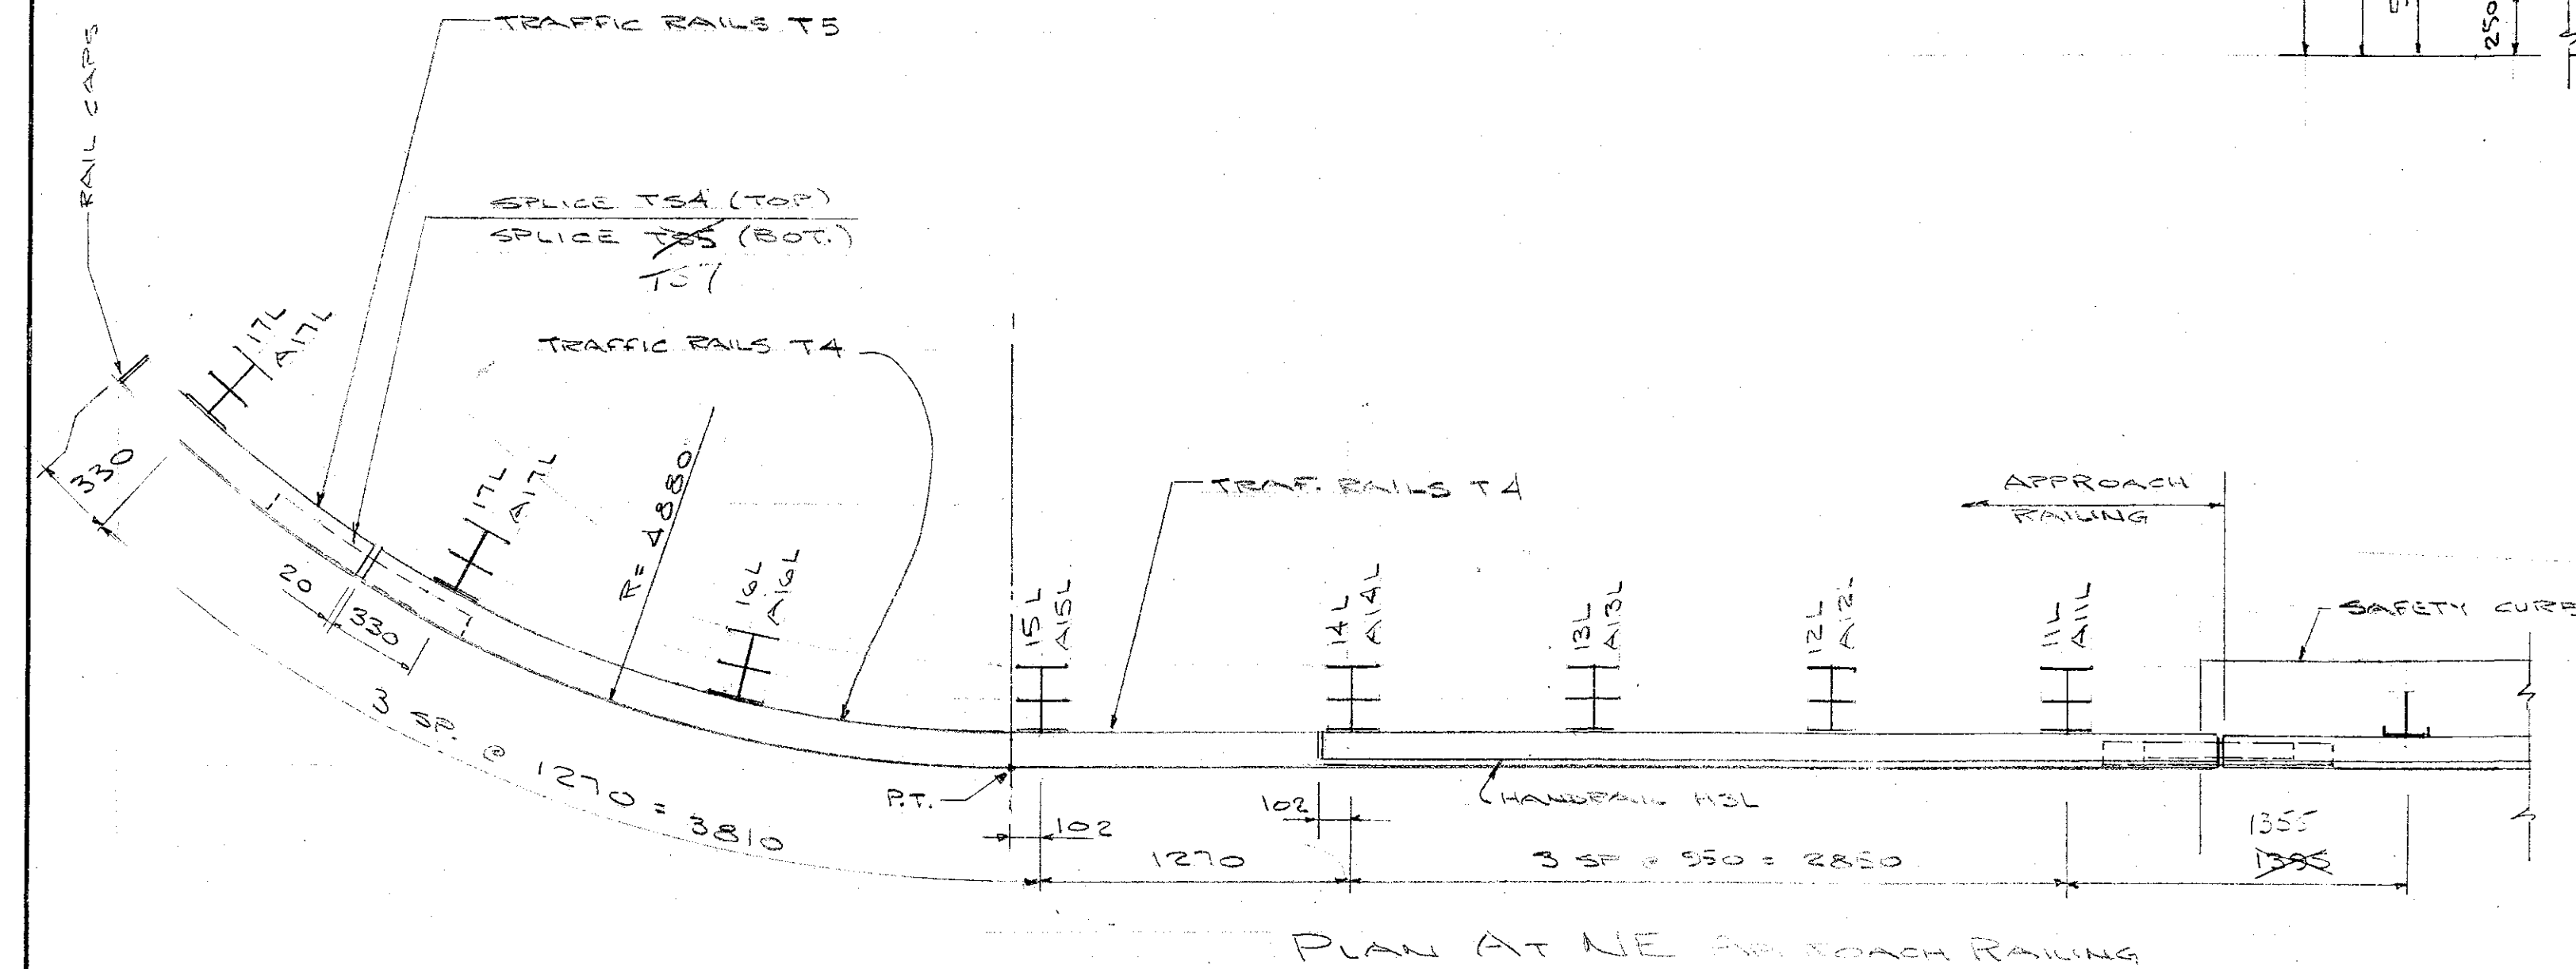 TRAFFIC RAILS T5
RAIL CAPS
250
SPLICE TS4 (TOP)
SPLICE TS5 (BOT.)
TS7
17L
A17L
TRAFFIC RAILS T4
330
17L
A17L
R= 4880
TRAF. RAILS T4
APPROACH
RAILING
20
330
16L
A16L
15L
A15L
14L
A14L
13L
A13L
12L
A12L
11L
A11L
SAFETY CURB
3 SP. @ 1270 = 3810
P.T.
102
102
HANDRAIL H3L
1270
3 SP @ 950 = 2850
1355
1395
PLAN AT NE APPROACH RAILING